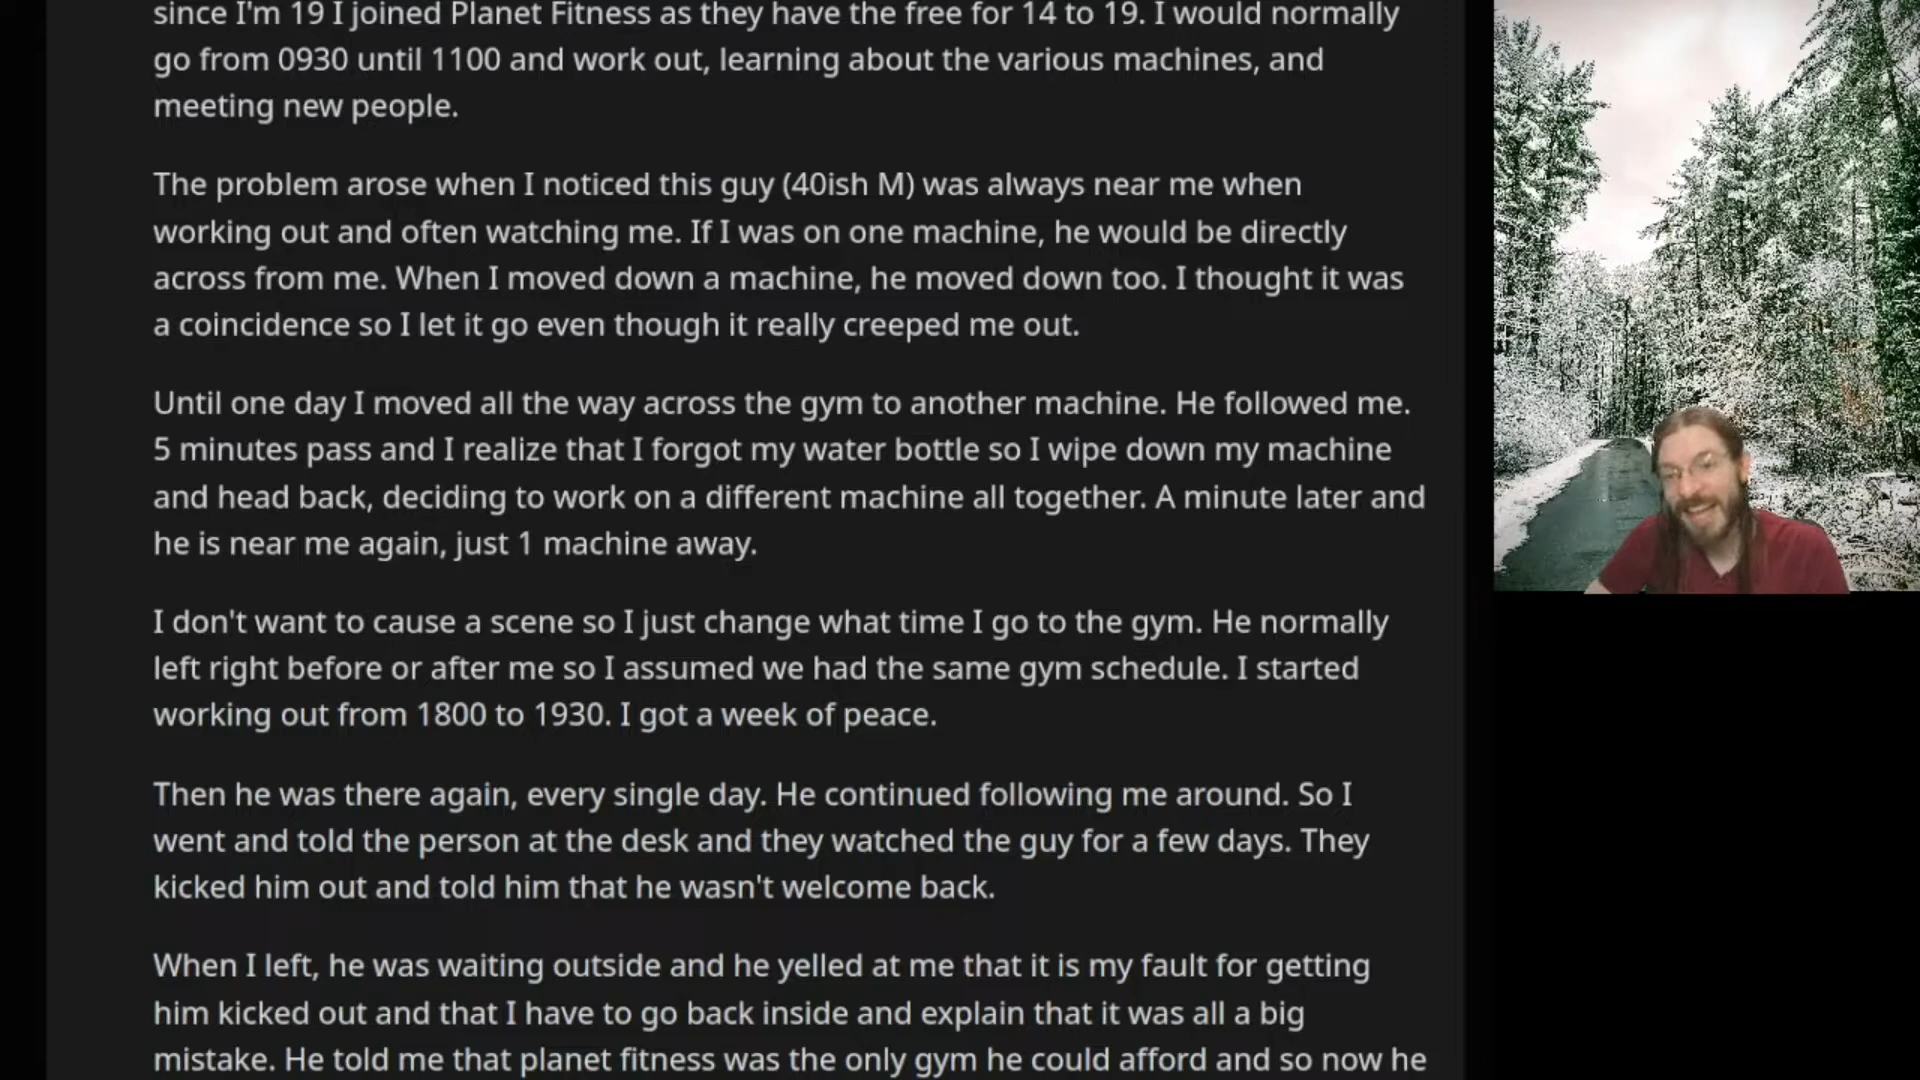 since I'm 19 I joined Planet Fitness as they have the free for 14 to 19. I would normally
go from 0930 until 1100 and work out, learning about the various machines, and
meeting new people.
The problem arose when I noticed this guy (40ish M) was always near me when
working out and often watching me. If I was on one machine, he would be directly
across from me. When I moved down a machine, he moved down too. I thought it was
a coincidence so I let it go even though it really creeped me out.
Until one day I moved all the way across the gym to another machine. He followed me.
5 minutes pass and I realize that I forgot my water bottle so I wipe down my machine
and head back, deciding to work on a different machine all together. A minute later and
he is near me again, just 1 machine away.
I don't want to cause a scene so I just change what time I go to the gym. He normally
left right before or after me so I assumed we had the same gym schedule. I started
working out from 1800 to 1930. I got a week of peace.
Then he was there again, every single day. He continued following me around. So I
went and told the person at the desk and they watched the guy for a few days. They
kicked him out and told him that he wasn't welcome back.
When I left, he was waiting outside and he yelled at me that it is my fault for getting
him kicked out and that I have to go back inside and explain that it was all a big
mistake. He told me that planet fitness was the only gym he could afford and so now he